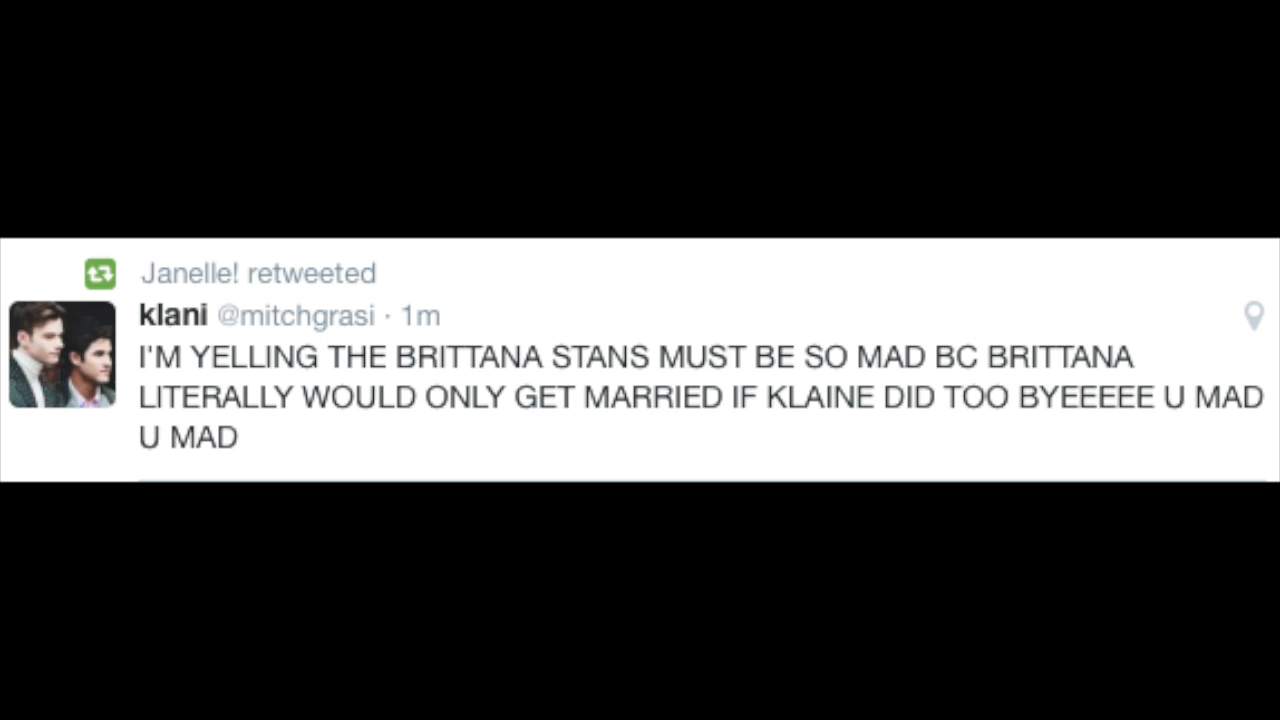 Janelle! retweeted
klani @mitchgrasi · 1m
I'M YELLING THE BRITTANA STANS MUST BE SO MAD BC BRITTANA
LITERALLY WOULD ONLY GET MARRIED IF KLAINE DID TOO BYEEEEE U MAD
U MAD